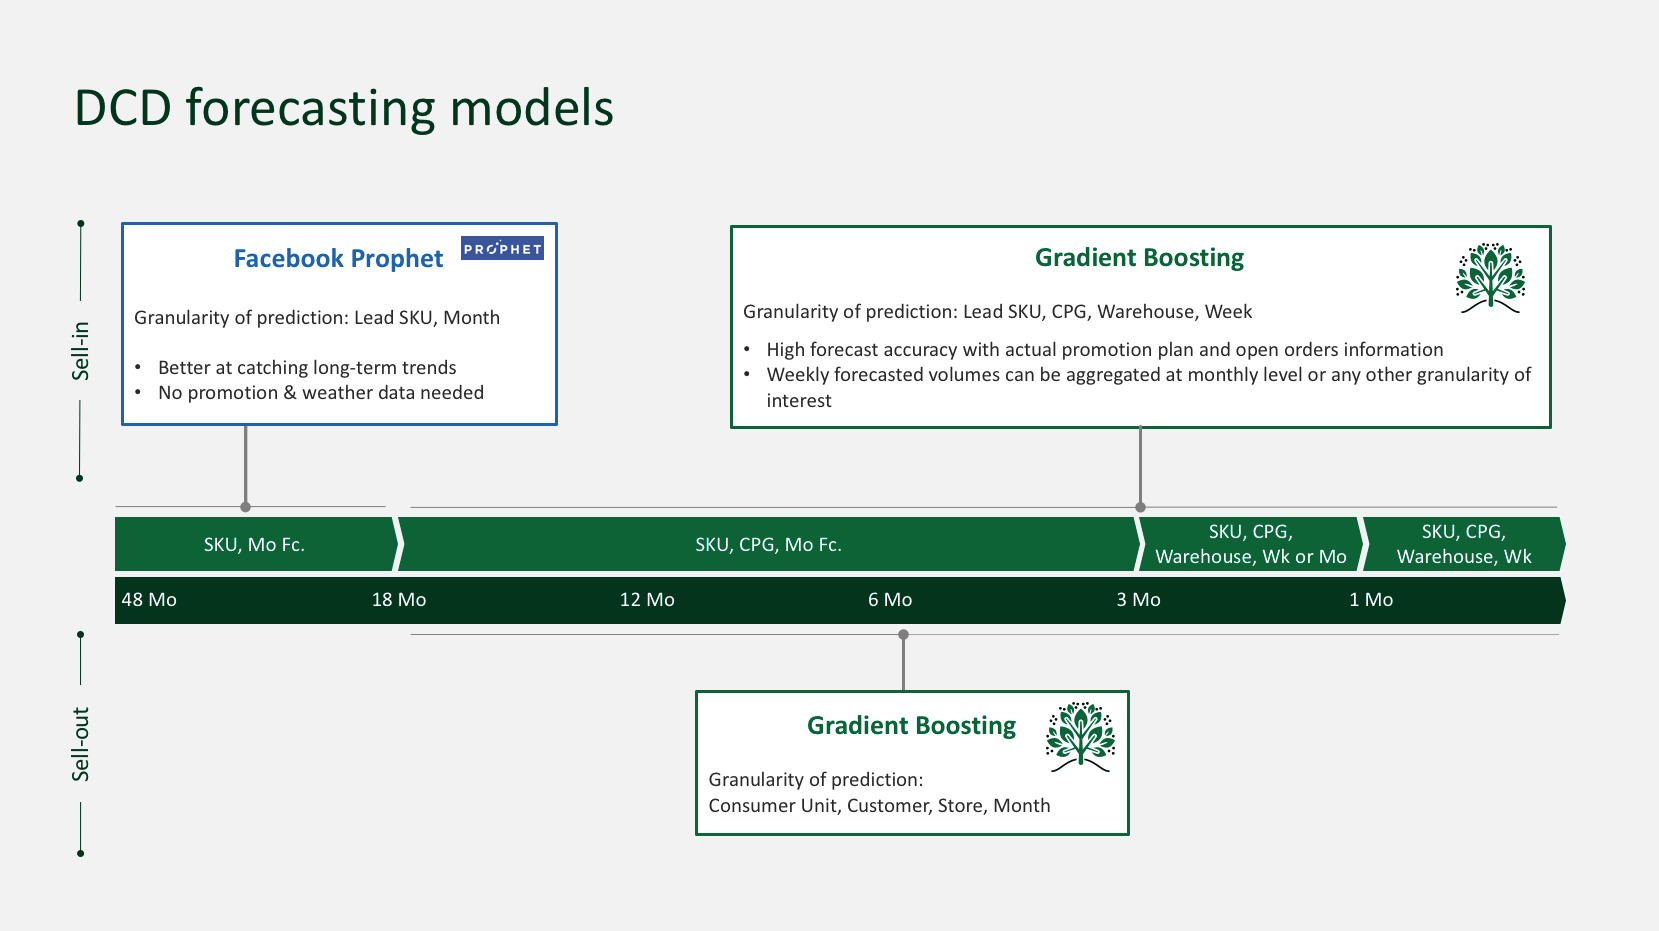 DCD forecasting models
Sell-in
Facebook Prophet
PROPHET
Granularity of prediction: Lead SKU, Month
• Better at catching long-term trends
• No promotion & weather data needed
Gradient Boosting
Granularity of prediction: Lead SKU, CPG, Warehouse, Week
• High forecast accuracy with actual promotion plan and open orders information
• Weekly forecasted volumes can be aggregated at monthly level or any other granularity of
interest
SKU, Mo Fc.
SKU, CPG, Mo Fc.
SKU, CPG,
Warehouse, Wk or Mo
SKU, CPG,
Warehouse, Wk
48 Mo
18 Mo
12 Mo
6 Mo
3 Mo
1 Mo
Sell-out
Gradient Boosting
Granularity of prediction:
Consumer Unit, Customer, Store, Month